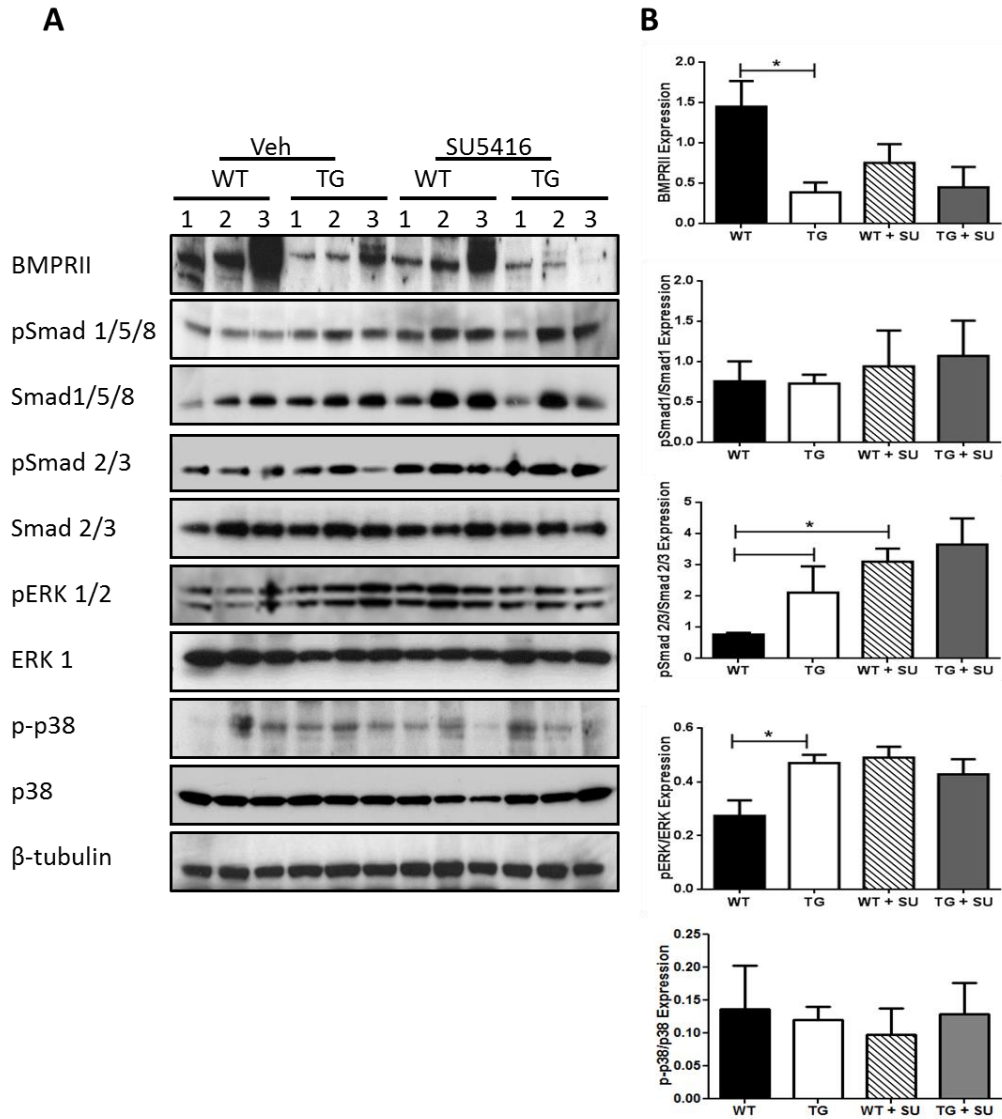 A
Veh SU5416
WT TG WT TG
1 2 3 1 2 3 1 2 3 1 2 3
BMPRII
pSmad 1/5/8
Smad1/5/8
pSmad 2/3
Smad 2/3
pERK 1/2
ERK 1
p-p38
p38
β-tubulin
B
BMPRII Expression
2.0
1.5
1.0
0.5
0.0
*
WT TG WT + SU TG + SU
pSmad1/Smad1 Expression
2.0
1.5
1.0
0.5
0.0
WT TG WT + SU TG + SU
pSmad 2/3/Smad 2/3 Expression
5
4
3
2
1
0
*
WT TG WT + SU TG + SU
pERK/ERK Expression
0.6
0.4
0.2
0.0
*
WT TG WT + SU TG + SU
p-p38/p38 Expression
0.25
0.20
0.15
0.10
0.05
0.00
WT TG WT + SU TG + SU